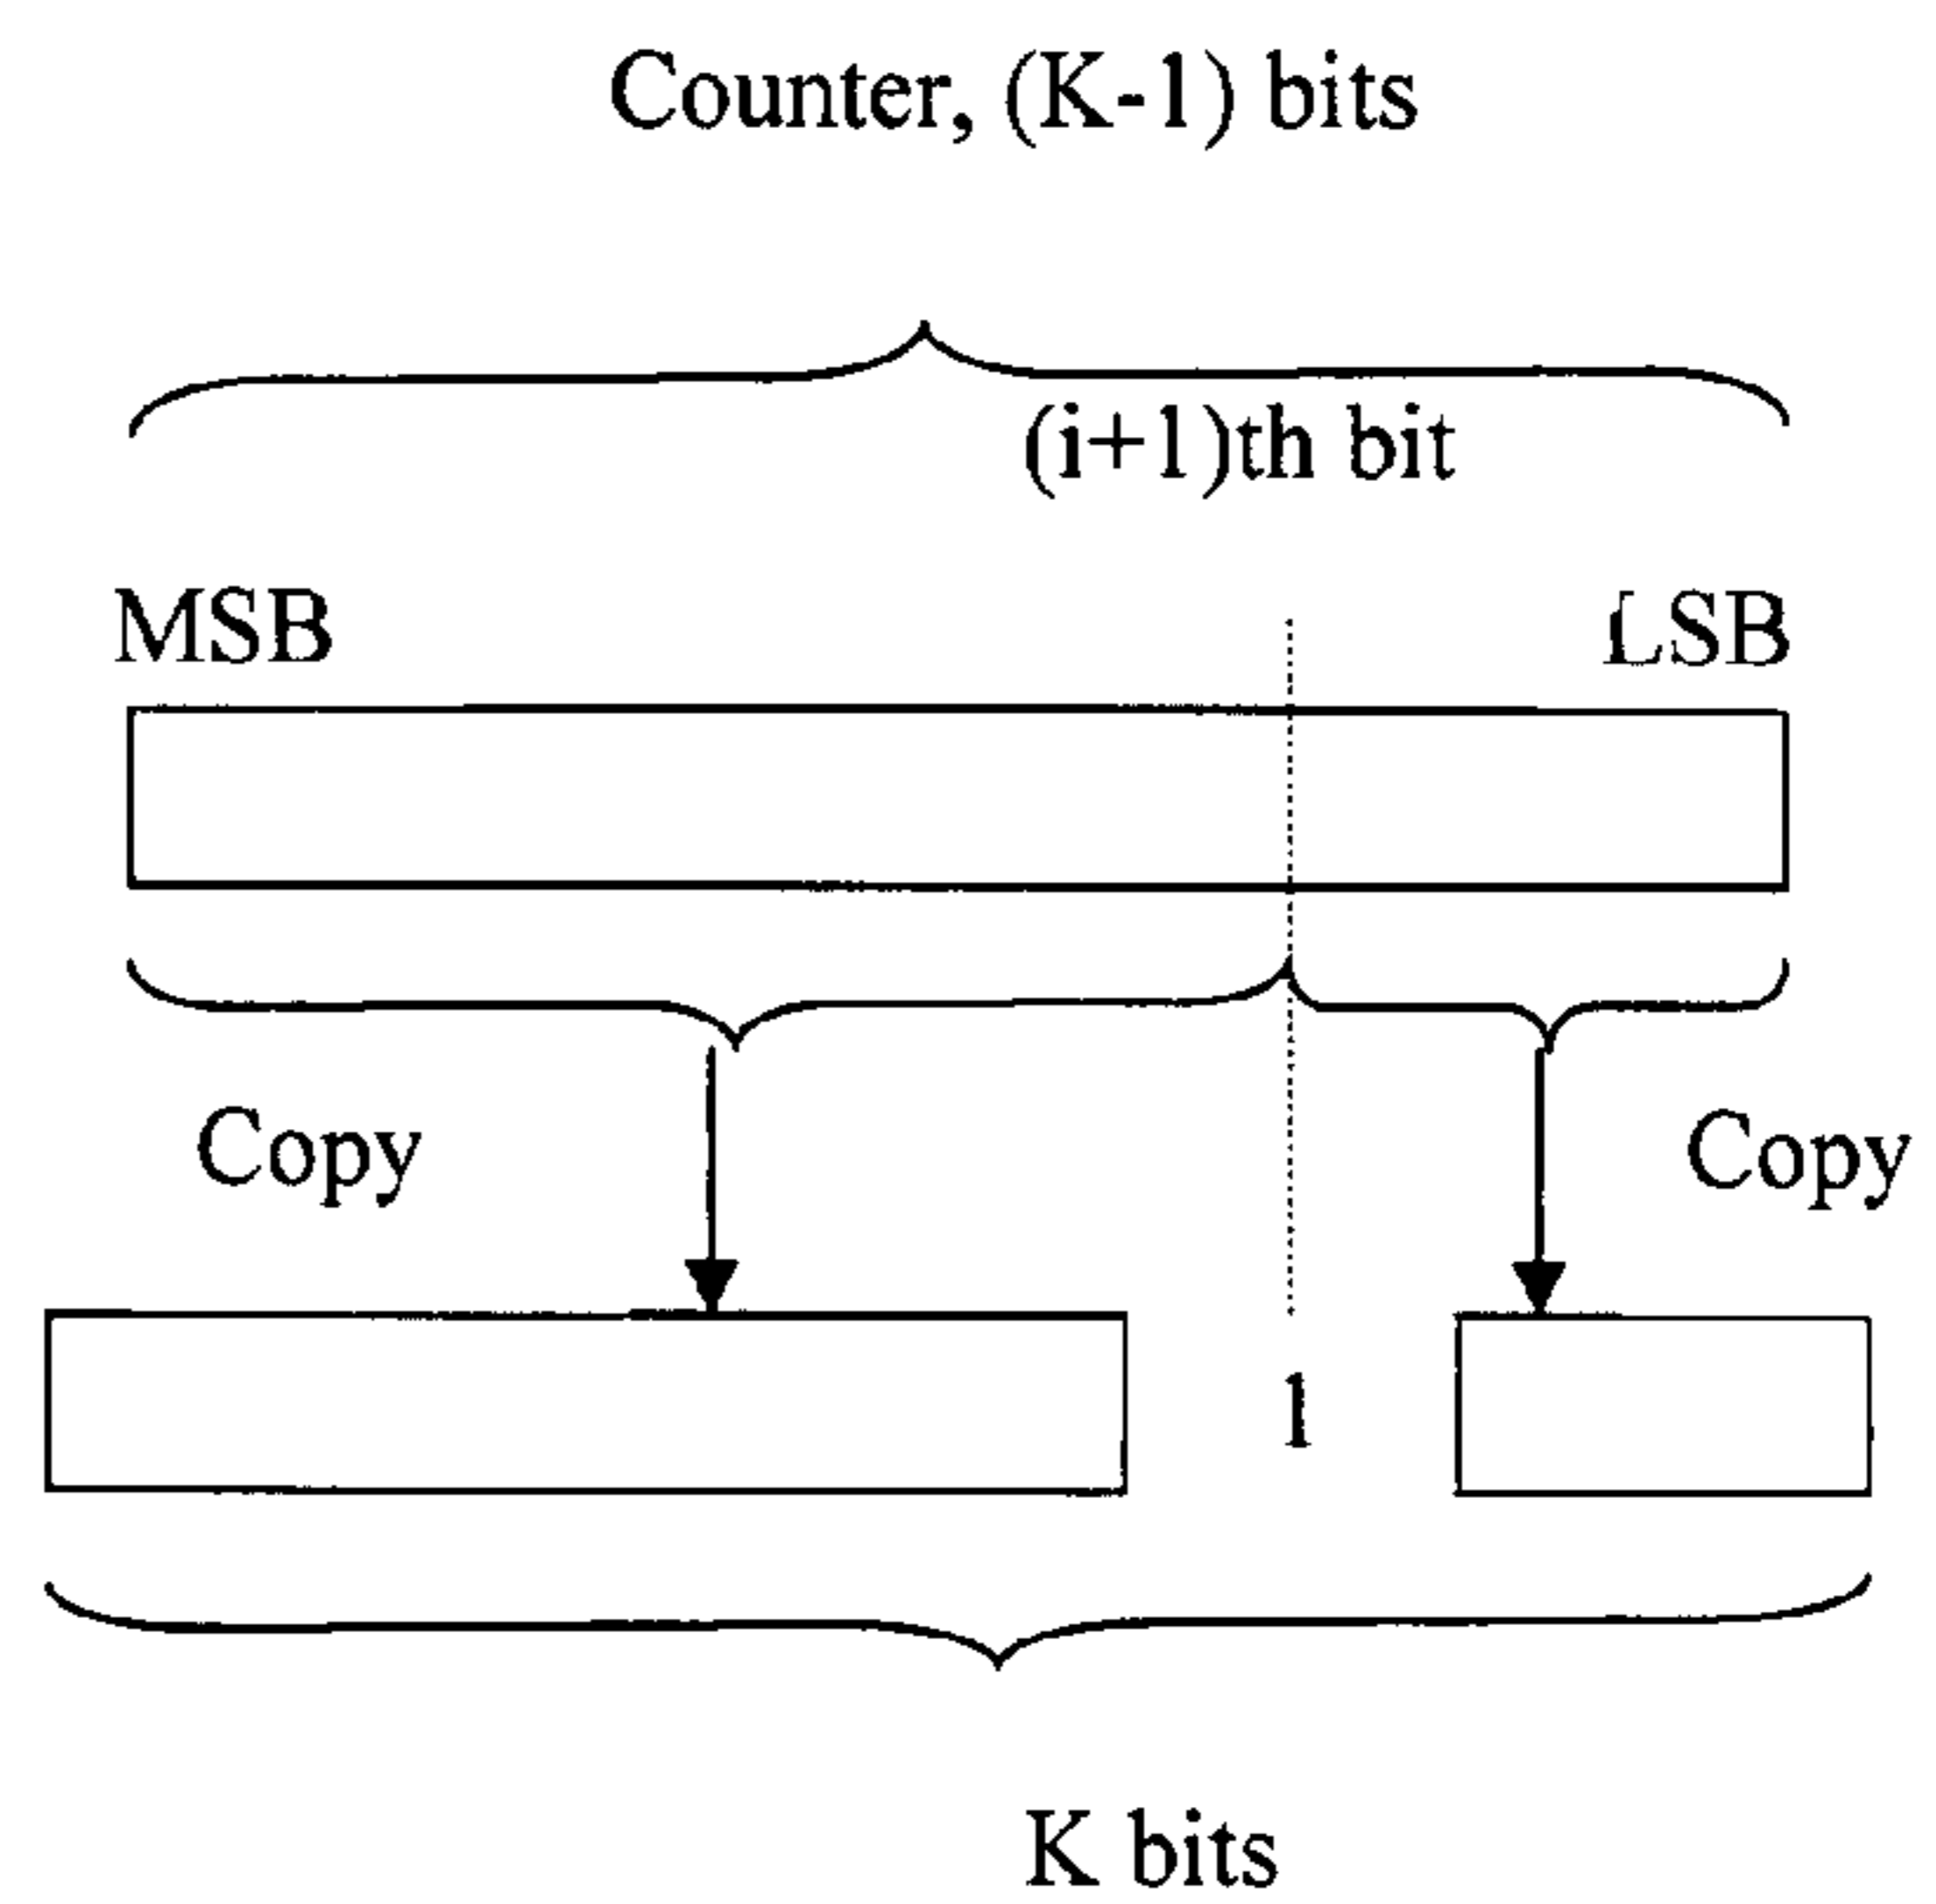 Counter, (K-1) bits
(i+1)th bit
MSB LSB
Copy Copy
1
K bits